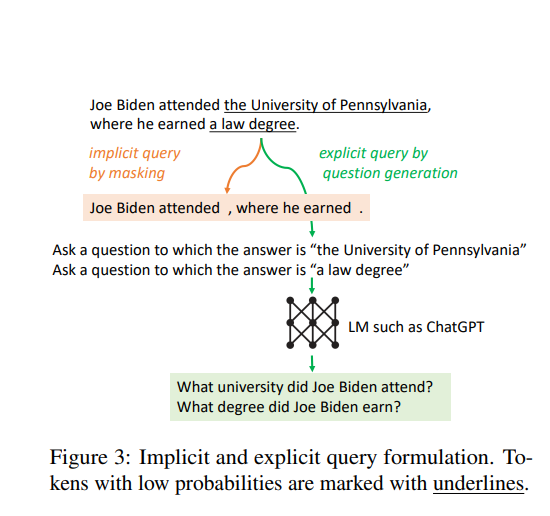 Joe Biden attended the University of Pennsylvania,
where he earned a law degree.
implicit query
by masking
explicit query by
question generation
Joe Biden attended , where he earned .
Ask a question to which the answer is “the University of Pennsylvania”
Ask a question to which the answer is “a law degree”
LM such as ChatGPT
What university did Joe Biden attend?
What degree did Joe Biden earn?
Figure 3: Implicit and explicit query formulation. To-
kens with low probabilities are marked with underlines.